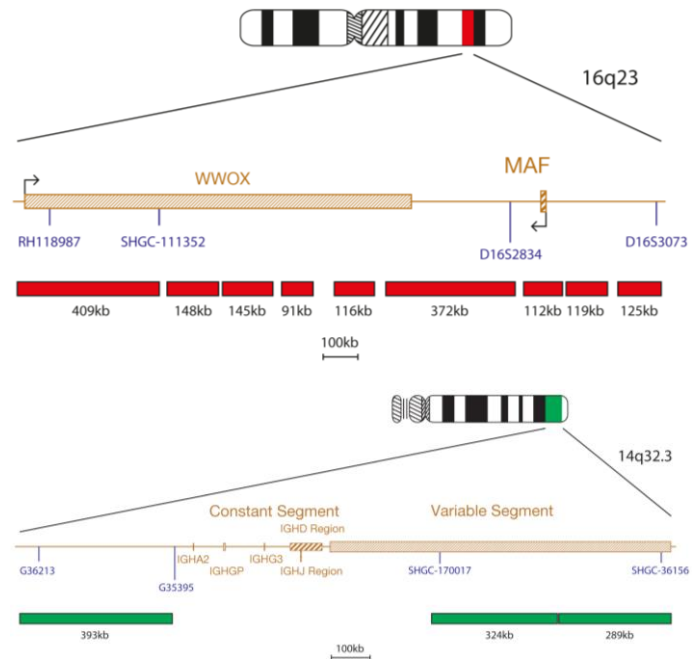 16q23
MAF
WWOX
RH118987
SHGC-111352
D16S2834
D16S3073
409kb
148kb
145kb
91kb
116kb
372kb
112kb
119kb
125kb
100kb
14q32.3
Constant Segment
Variable Segment
IGHD Region
G36213
G35395
IGHA2
IGHGP
IGHG3
IGHJ Region
SHGC-170017
SHGC-36156
393kb
324kb
289kb
100kb